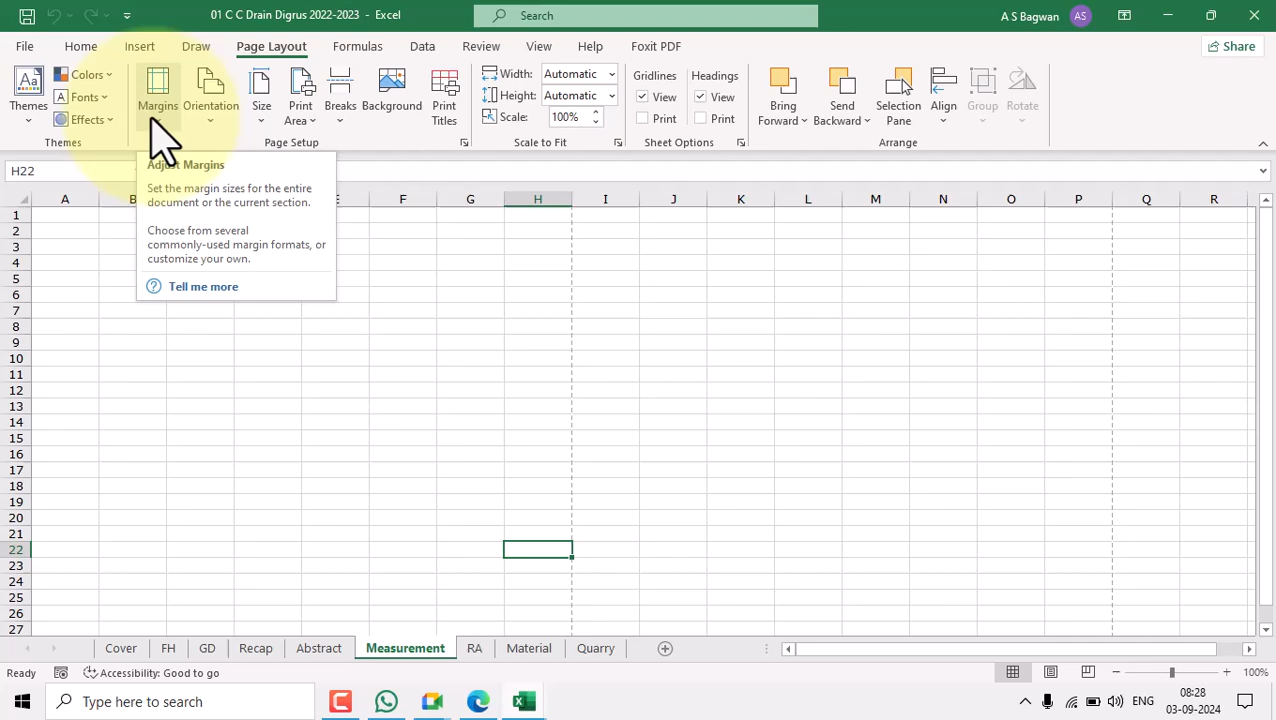 01 C C Drain Digrus 2022-2023 - Excel
Search
A S Bagwan AS
File Home Insert Draw Page Layout Formulas Data Review View Help Foxit PDF Share
Themes Colors Fonts Effects
Themes
Margins Orientation Size Print Area Breaks Background Print Titles
Page Setup
Width: Automatic
Height: Automatic
Scale: 100%
Scale to Fit
Gridlines Headings
View View
Print Print
Sheet Options
Bring Forward Send Backward Selection Pane Align Group Rotate
Arrange
H22
Adjust Margins
Set the margin sizes for the entire
document or the current section.
Choose from several
commonly-used margin formats, or
customize your own.
? Tell me more
A B E F G H I J K L M N O P Q R
1
2
3
4
5
6
7
8
9
10
11
12
13
14
15
16
17
18
19
20
21
22
23
24
25
26
27
Cover FH GD Recap Abstract Measurement RA Material Quarry
Ready Accessibility: Good to go 100%
Type here to search
ENG
08:28
03-09-2024